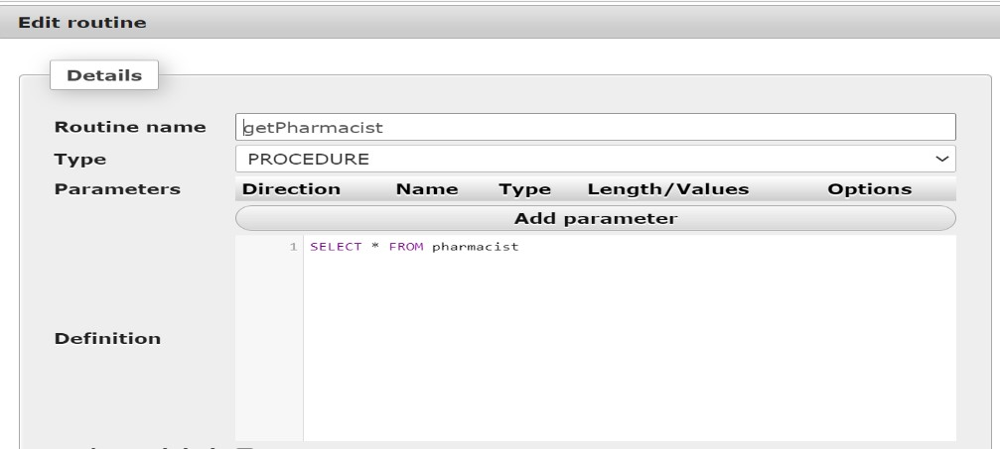 Edit routine
Details
Routine name getPharmacist
Type PROCEDURE
Parameters Direction Name Type Length/Values Options
Add parameter
1 SELECT * FROM pharmacist
Definition